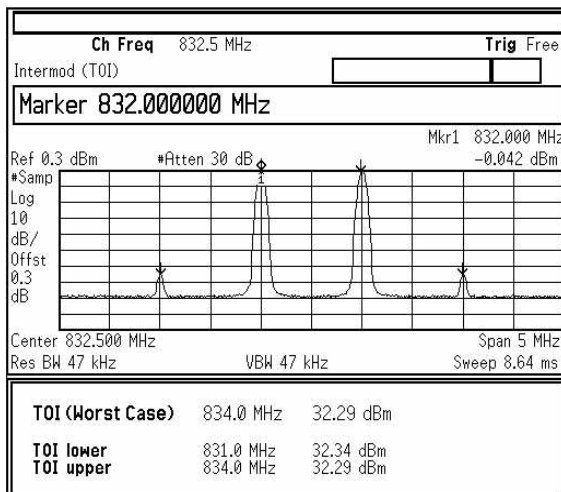 Ch Freq 832.5 MHz Trig Free
Intermod (TOI)
Marker 832.000000 MHz
Mkr1 832.000 MHz
Ref 0.3 dBm #Atten 30 dB -0.042 dBm
#Samp
Log
10
dB/
Offst
0.3
dB
1
Center 832.500 MHz Span 5 MHz
Res BW 47 kHz VBW 47 kHz Sweep 8.64 ms
TOI (Worst Case) 834.0 MHz 32.29 dBm
TOI lower 831.0 MHz 32.34 dBm
TOI upper 834.0 MHz 32.29 dBm